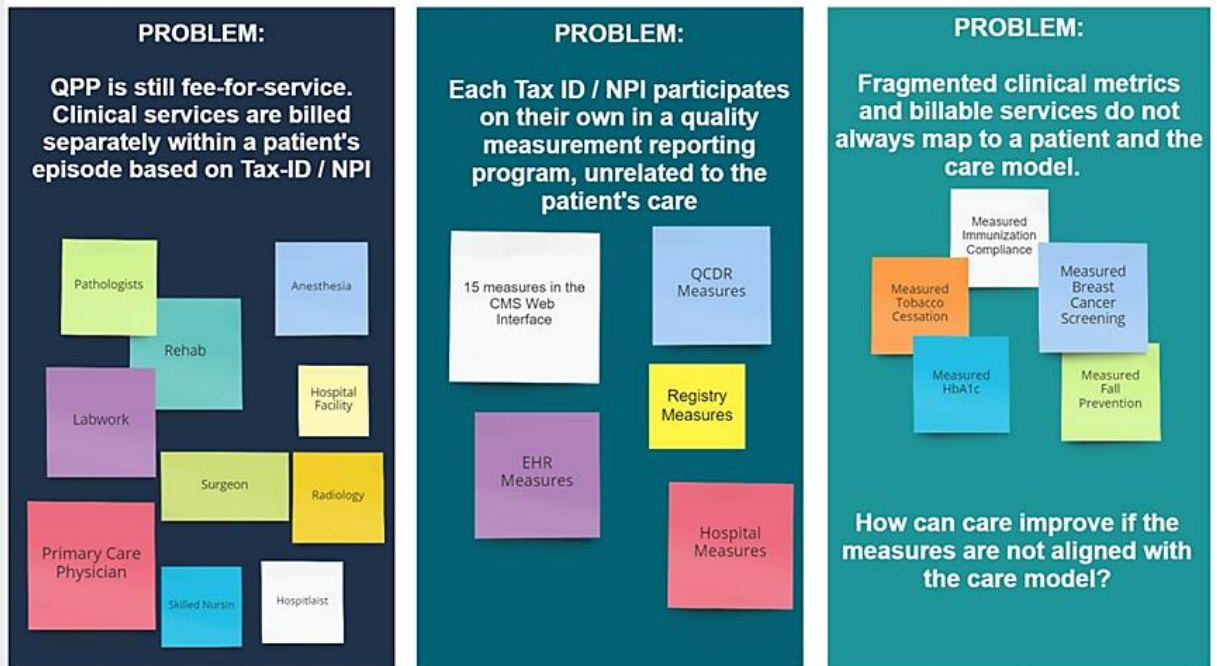 PROBLEM:
QPP is still fee-for-service.
Clinical services are billed
separately within a patient's
episode based on Tax-ID / NPI
Pathologists
Anesthesia
Rehab
Hospital
Facility
Labwork
Surgeon
Radiology
Primary Care
Physician
Skilled Nursin
Hospitlaist
PROBLEM:
Each Tax ID / NPI participates
on their own in a quality
measurement reporting
program, unrelated to the
patient's care
15 measures in the
CMS Web
Interface
QCDR
Measures
Registry
Measures
EHR
Measures
Hospital
Measures
PROBLEM:
Fragmented clinical metrics
and billable services do not
always map to a patient and the
care model.
Measured
Immunization
Compliance
Measured
Tobacco
Cessation
Measured
Breast
Cancer
Screening
Measured
HbA1c
Measured
Fall
Prevention
How can care improve if the
measures are not aligned with
the care model?